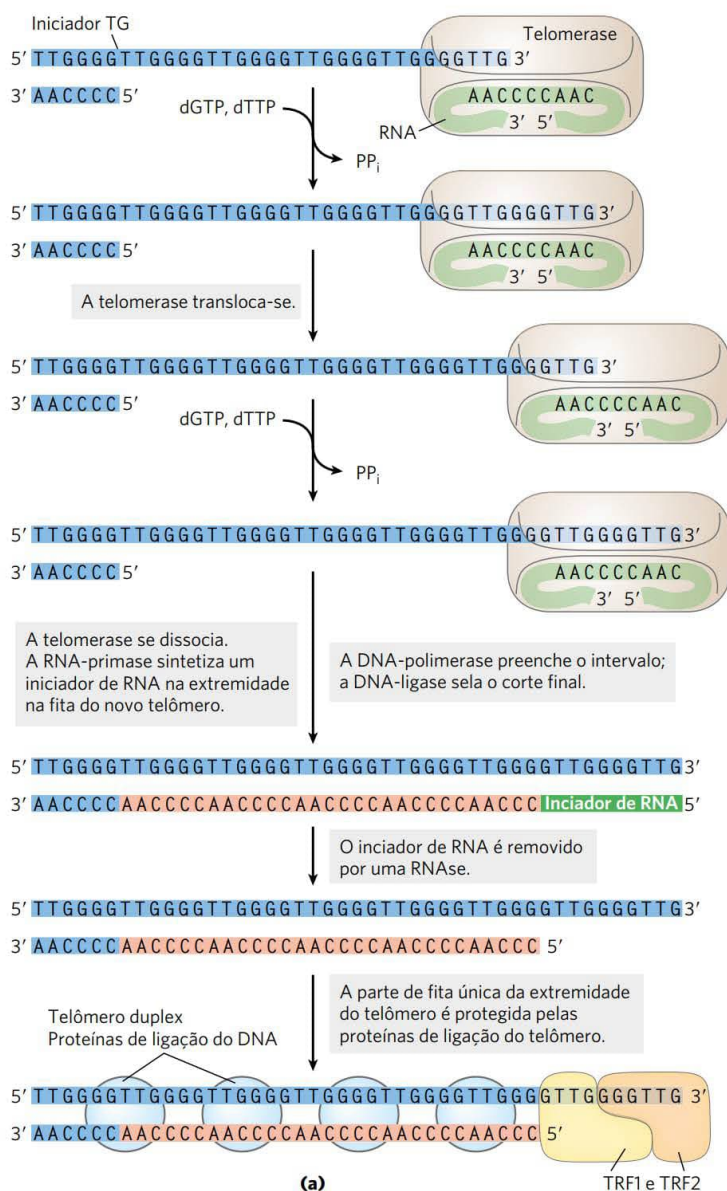 Iniciador TG
Telomerase
5′ TTGGGGTTGGGGTTGGGGTTGGGGTTGGGGTTG 3′
3′ AACCCC 5′
AACCCCAAC
3′ 5′
RNA
dGTP, dTTP
PPi
5′ TTGGGGTTGGGGTTGGGGTTGGGGTTGGGGTTGGGGTTG 3′
3′ AACCCC 5′
AACCCCAAC
3′ 5′
A telomerase transloca-se.
5′ TTGGGGTTGGGGTTGGGGTTGGGGTTGGGGTTGGGGTTG 3′
3′ AACCCC 5′
AACCCCAAC
3′ 5′
dGTP, dTTP
PPi
5′ TTGGGGTTGGGGTTGGGGTTGGGGTTGGGGTTGGGGTTGGGGTTG 3′
3′ AACCCC 5′
AACCCCAAC
3′ 5′
A telomerase se dissocia.
A RNA-primase sintetiza um
iniciador de RNA na extremidade
na fita do novo telômero.
A DNA-polimerase preenche o intervalo;
a DNA-ligase sela o corte final.
5′ TTGGGGTTGGGGTTGGGGTTGGGGTTGGGGTTGGGGTTGGGGTTG 3′
3′ AACCCCAACCCCAACCCCAACCCCAACCCCAACCC Inciador de RNA 5′
O inciador de RNA é removido
por uma RNAse.
5′ TTGGGGTTGGGGTTGGGGTTGGGGTTGGGGTTGGGGTTGGGGTTG 3′
3′ AACCCCAACCCCAACCCCAACCCCAACCCCAACCC 5′
A parte de fita única da extremidade
do telômero é protegida pelas
proteínas de ligação do telômero.
Telômero duplex
Proteínas de ligação do DNA
5′ TTGGGGTTGGGGTTGGGGTTGGGGTTGGGGTTGGGGTTGGGGTTG 3′
3′ AACCCCAACCCCAACCCCAACCCCAACCCCAACCC 5′
(a)
TRF1 e TRF2